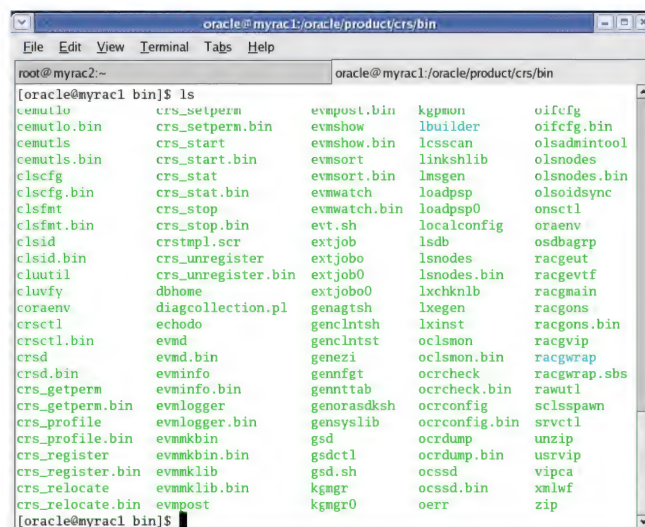 oracle@myrac1:/oracle/product/crs/bin
File Edit View Terminal Tabs Help
root@myrac2:~ oracle@myrac1:/oracle/product/crs/bin
[oracle@myrac1 bin]$ ls
cemutlo crs_setperm evmpost.bin kgpmon oifcfg
cemutlo.bin crs_setperm.bin evmshow lbuilder oifcfg.bin
cemutls crs_start evmshow.bin lcsscan olsadmintool
cemutls.bin crs_start.bin evmsort linkshlib olsnodes
clscfg crs_stat evmsort.bin lmsgen olsnodes.bin
clscfg.bin crs_stat.bin evmwatch loadpsp olsoidsync
clsfmt crs_stop evmwatch.bin loadpsp0 onsctl
clsfmt.bin crs_stop.bin evt.sh localconfig oraenv
clsid crstmpl.scr extjob lsdb osdbagrp
clsid.bin crs_unregister extjobo lsnodes racgeut
cluutil crs_unregister.bin extjob0 lsnodes.bin racgevtf
cluvfy dbhome extjobo0 lxchknlb racgmain
coraenv diagcollection.pl genagtsh lxegen racgons
crsctl echodo genclntsh lxinst racgons.bin
crsctl.bin evmd genclntst oclsmon racgvip
crsd evmd.bin genezi oclsmon.bin racgwrap
crsd.bin evminfo gennfgt ocrcheck racgwrap.sbs
crs_getperm evminfo.bin gennttab ocrcheck.bin rawutl
crs_getperm.bin evmlogger genorasdksh ocrconfig sclsspawn
crs_profile evmlogger.bin gensyslib ocrconfig.bin srvctl
crs_profile.bin evmmkbin gsd ocrdump unzip
crs_register evmmkbin.bin gsdctl ocrdump.bin usrvip
crs_register.bin evmmklib gsd.sh ocssd vipca
crs_relocate evmmklib.bin kgmgr ocssd.bin xmlwf
crs_relocate.bin evmpost kgmgr0 oerr zip
[oracle@myrac1 bin]$